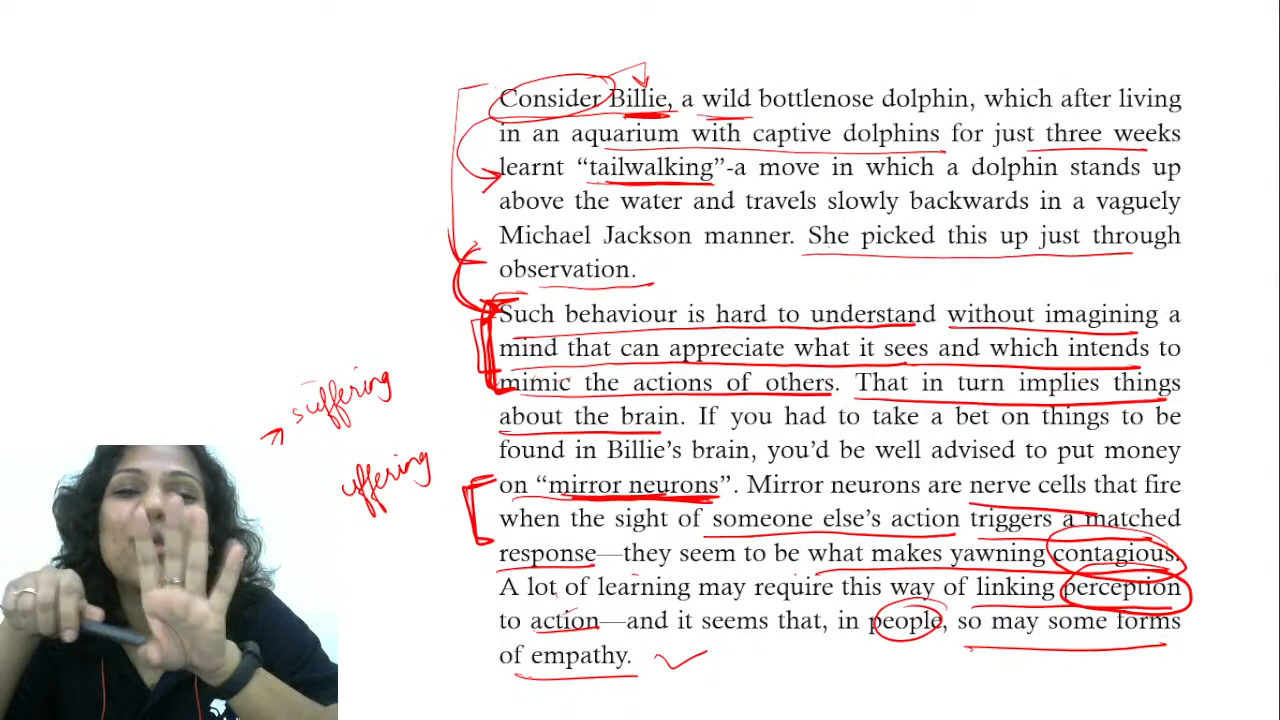 Consider Billie, a wild bottlenose dolphin, which after living
in an aquarium with captive dolphins for just three weeks
learnt “tailwalking”-a move in which a dolphin stands up
above the water and travels slowly backwards in a vaguely
Michael Jackson manner. She picked this up just through
observation.
Such behaviour is hard to understand without imagining a
mind that can appreciate what it sees and which intends to
mimic the actions of others. That in turn implies things
about the brain. If you had to take a bet on things to be
found in Billie’s brain, you’d be well advised to put money
on “mirror neurons”. Mirror neurons are nerve cells that fire
when the sight of someone else’s action triggers a matched
response—they seem to be what makes yawning contagious.
A lot of learning may require this way of linking perception
to action—and it seems that, in people, so may some forms
of empathy.
suffering
uffering